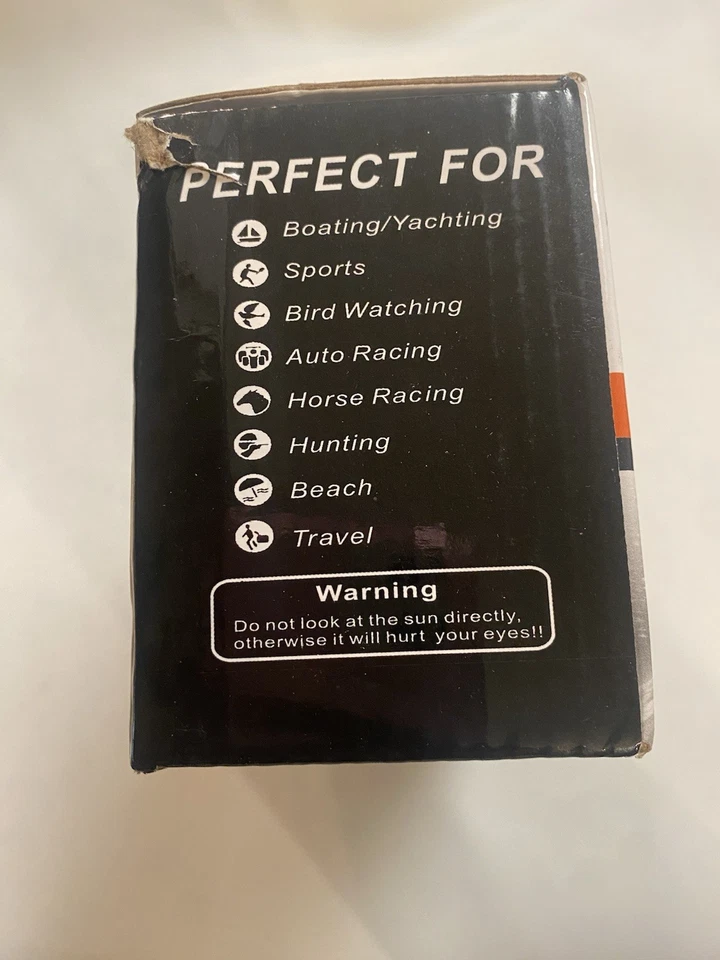 PERFECT FOR
Boating/Yachting
Sports
Bird Watching
Auto Racing
Horse Racing
Hunting
Beach
Travel
Warning
Do not look at the sun directly,
otherwise it will hurt your eyes!!